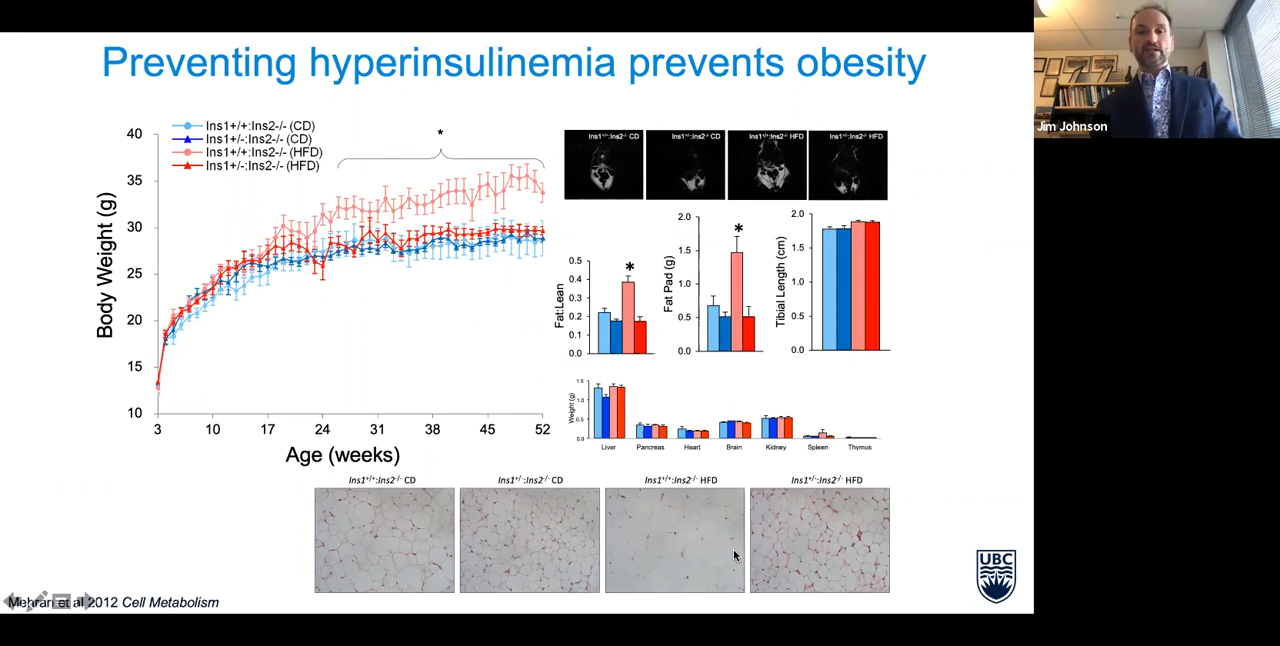 Preventing hyperinsulinemia prevents obesity
Jim Johnson
Ins1+/+:Ins2-/- (CD)
Ins1+/-:Ins2-/- (CD)
Ins1+/+:Ins2-/- (HFD)
Ins1+/-:Ins2-/- (HFD)
*
Body Weight (g)
40
35
30
25
20
15
10
3 10 17 24 31 38 45 52
Age (weeks)
Ins1+/+:Ins2-/- CD
Ins1+/-:Ins2-/- CD
Ins1+/+:Ins2-/- HFD
Ins1+/-:Ins2-/- HFD
Fat:Lean
0.5
0.3
0.2
0.1
0.0
*
Fat Pad (g)
2.0
1.5
1.0
0.5
0.0
*
Tibial Length (cm)
2.0
1.5
1.0
0.0
Weight (g)
1.5
1.0
0.5
0.0
Liver Pancreas Heart Brain Kidney Spleen Thymus
Ins1+/+:Ins2-/- CD
Ins1+/-:Ins2-/- CD
Ins1+/+:Ins2-/- HFD
Ins1+/-:Ins2-/- HFD
UBC
Mehran et al 2012 Cell Metabolism